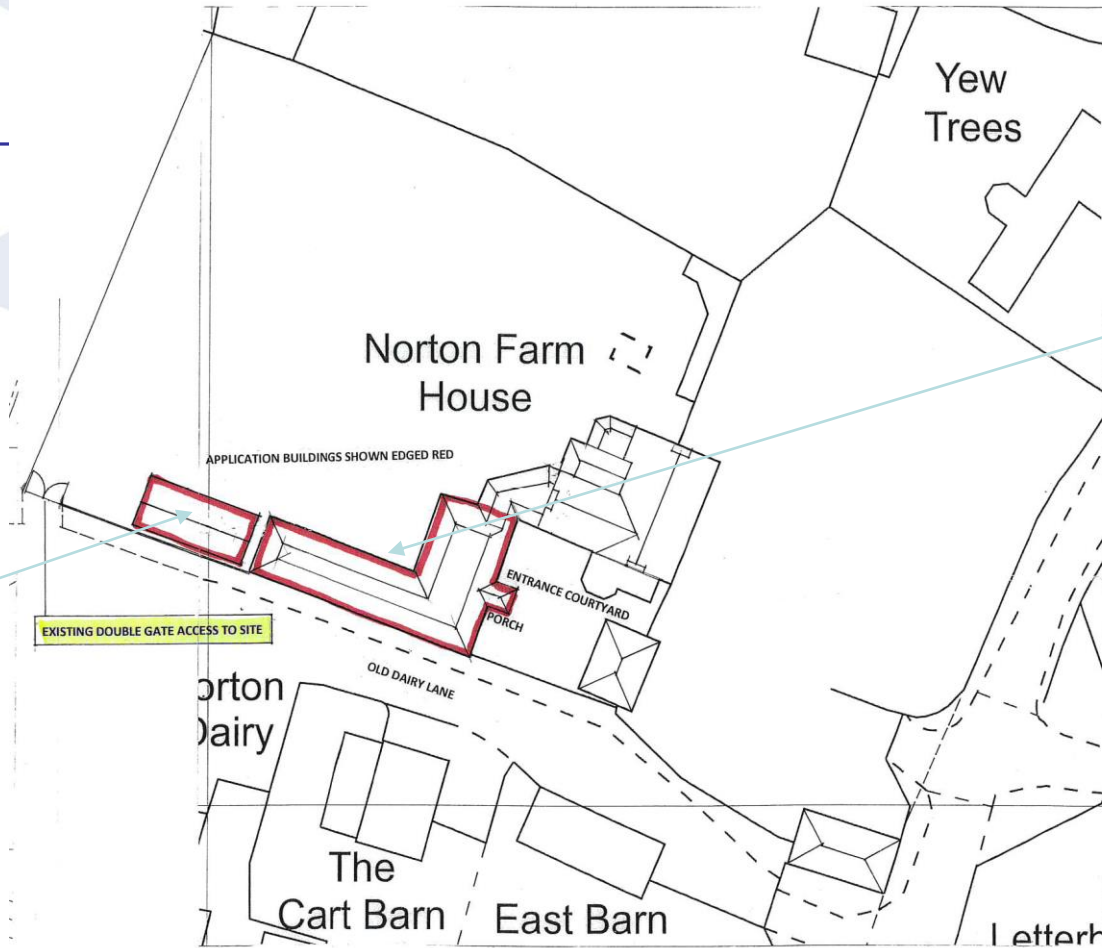 Yew
Trees
Norton Farm
House
APPLICATION BUILDINGS SHOWN EDGED RED
ENTRANCE COURTYARD
PORCH
EXISTING DOUBLE GATE ACCESS TO SITE
OLD DAIRY LANE
orton
Dairy
The
Cart Barn
East Barn
Letterb